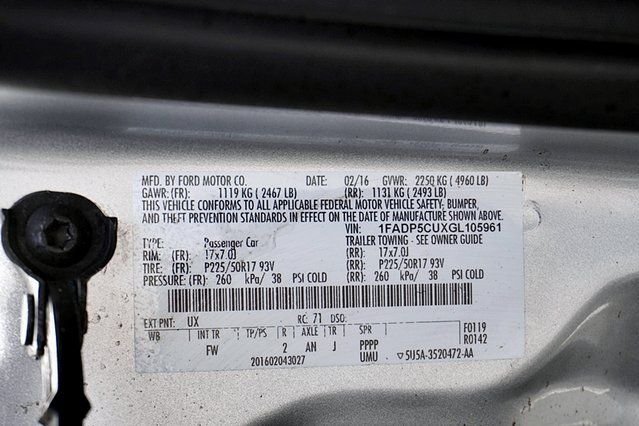 MFD. BY FORD MOTOR CO. DATE: 02/16 GVWR: 2250 KG ( 4960 LB)
GAWR: (FR): 1119 KG ( 2467 LB) (RR): 1131 KG ( 2493 LB)
THIS VEHICLE CONFORMS TO ALL APPLICABLE FEDERAL MOTOR VEHICLE SAFETY, BUMPER,
AND THEFT PREVENTION STANDARDS IN EFFECT ON THE DATE OF MANUFACTURE SHOWN ABOVE.
VIN: 1FADP5CUXGL105961
TYPE: Passenger Car TRAILER TOWING - SEE OWNER GUIDE
RIM: (FR): 17x7.0J (RR): 17x7.0J
TIRE: (FR): P225/50R17 93V (RR): P225/50R17 93V
PRESSURE: (FR): 260 kPa/ 38 PSI COLD (RR): 260 kPa/ 38 PSI COLD
EXT PNT: UX RC: 71 DSO: F0119
WB INT TR TP/PS R AXLE TR SPR R0142
FW 2 AN J PPPP
201602043027 UMU ▽5U5A-3520472-AA